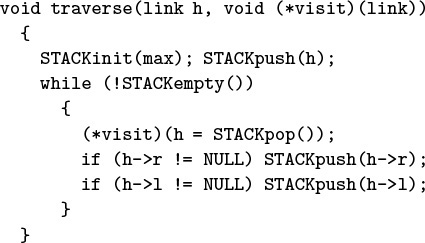 void traverse(link h, void (*visit)(link))
{
STACKinit(max); STACKpush(h);
while (!STACKempty())
{
(*visit)(h = STACKpop());
if (h->r != NULL) STACKpush(h->r);
if (h->l != NULL) STACKpush(h->l);
}
}